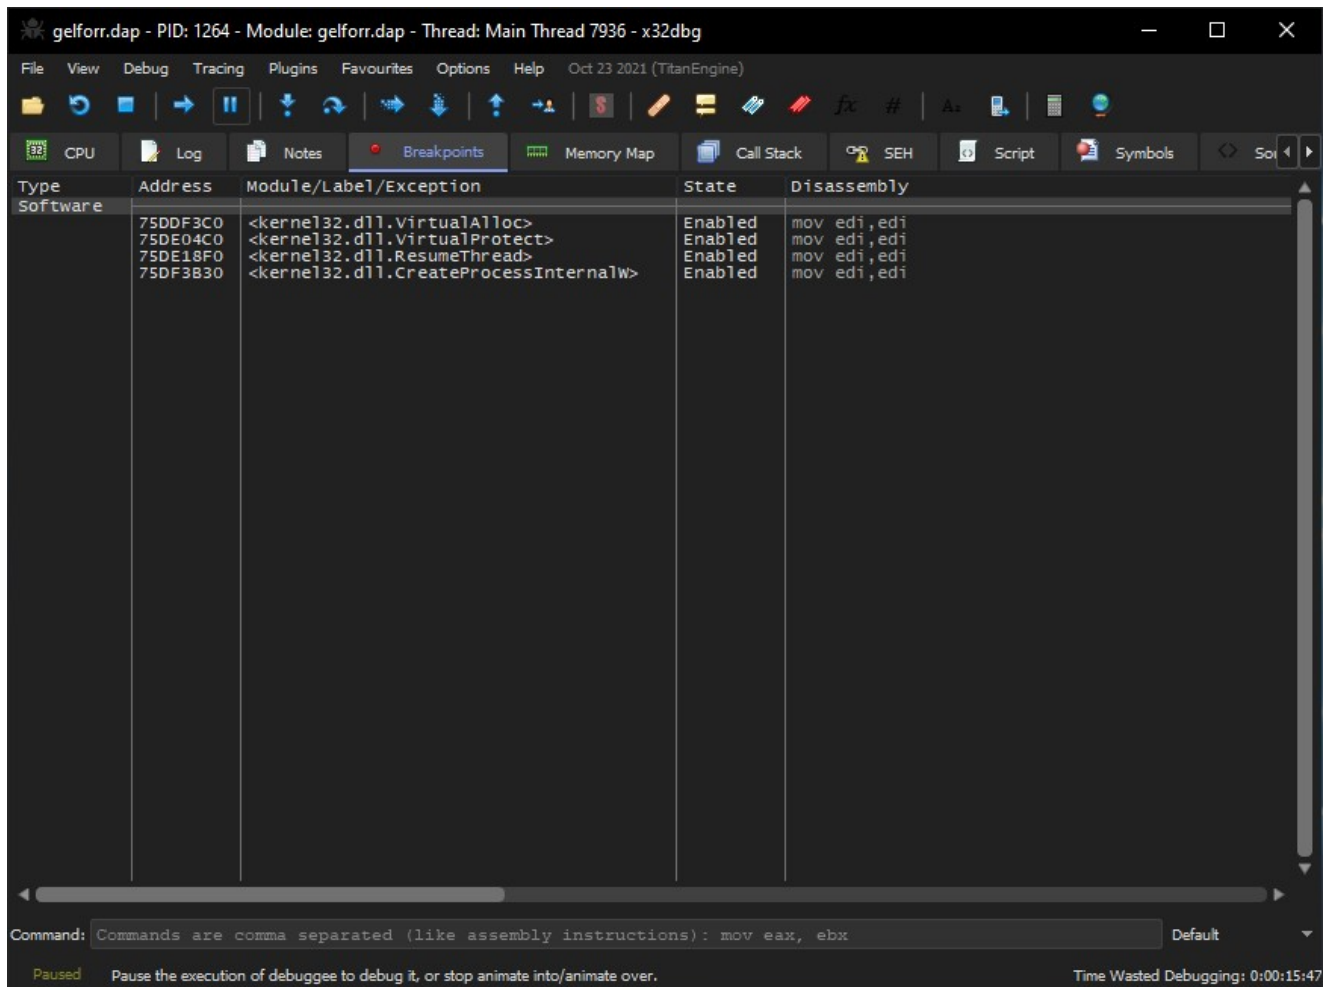 gelforr.dap - PID: 1264 - Module: gelforr.dap - Thread: Main Thread 7936 - x32dbg
File View Debug Tracing Plugins Favourites Options Help Oct 23 2021 (TitanEngine)
CPU Log Notes Breakpoints Memory Map Call Stack SEH Script Symbols
Type Address Module/Label/Exception State Disassembly
Software
75DDF3C0 <kernel32.dll.VirtualAlloc> Enabled mov edi,edi
75DE04C0 <kernel32.dll.VirtualProtect> Enabled mov edi,edi
75DE18F0 <kernel32.dll.ResumeThread> Enabled mov edi,edi
75DF3B30 <kernel32.dll.CreateProcessInternalW> Enabled mov edi,edi
Command: Commands are comma separated (like assembly instructions): mov eax, ebx Default
Paused Pause the execution of debuggee to debug it, or stop animate into/animate over. Time Wasted Debugging: 0:00:15:47